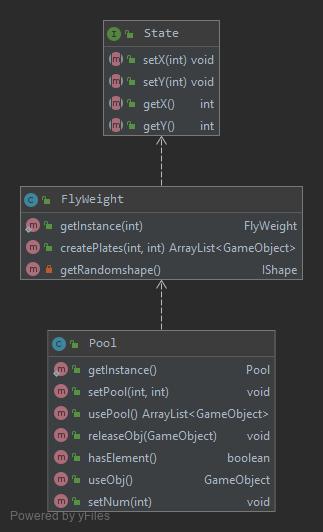 State
setX(int) void
setY(int) void
getX() int
getY() int
FlyWeight
getInstance(int) FlyWeight
createPlates(int, int) ArrayList<GameObject>
getRandomshape() IShape
Pool
getInstance() Pool
setPool(int, int) void
usePool() ArrayList<GameObject>
releaseObj(GameObject) void
hasElement() boolean
useObj() GameObject
setNum(int) void
Powered by yFiles